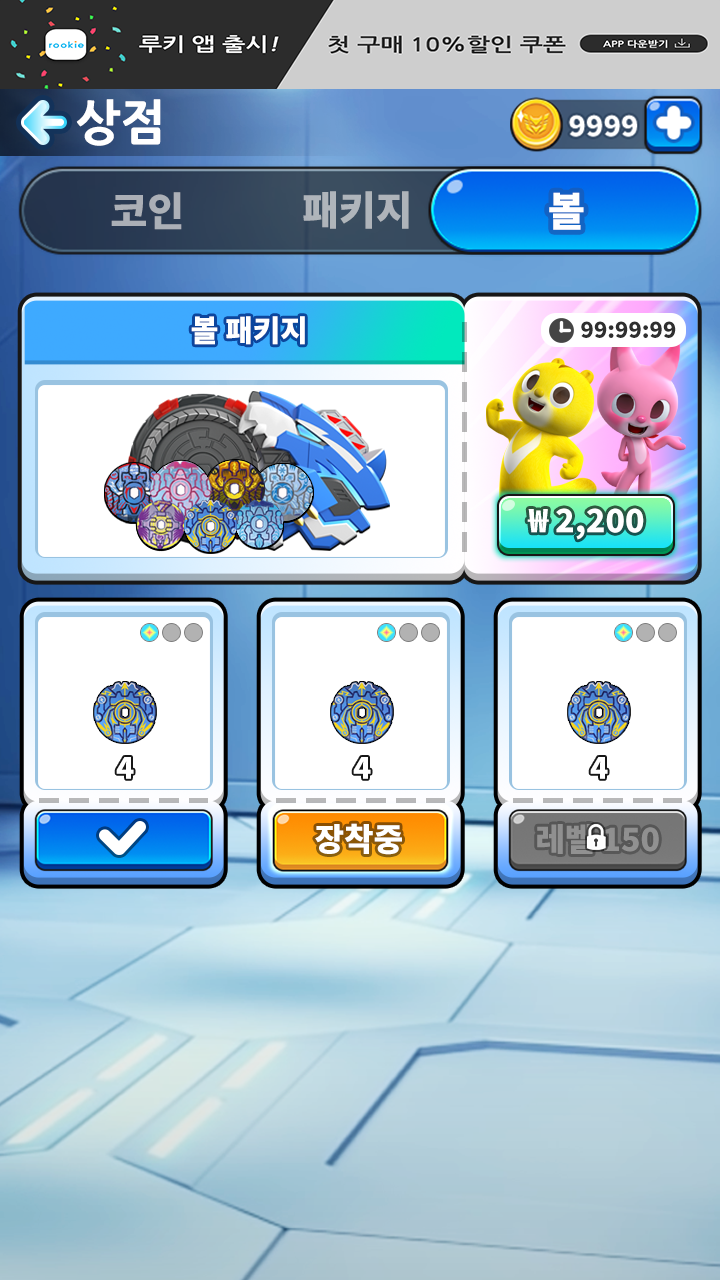 rookie
루키 앱 출시!
첫 구매 10%할인 쿠폰
APP 다운받기
상점
9999
코인
패키지
볼
볼 패키지
99:99:99
₩2,200
4
4
4
장착중
레벨 150